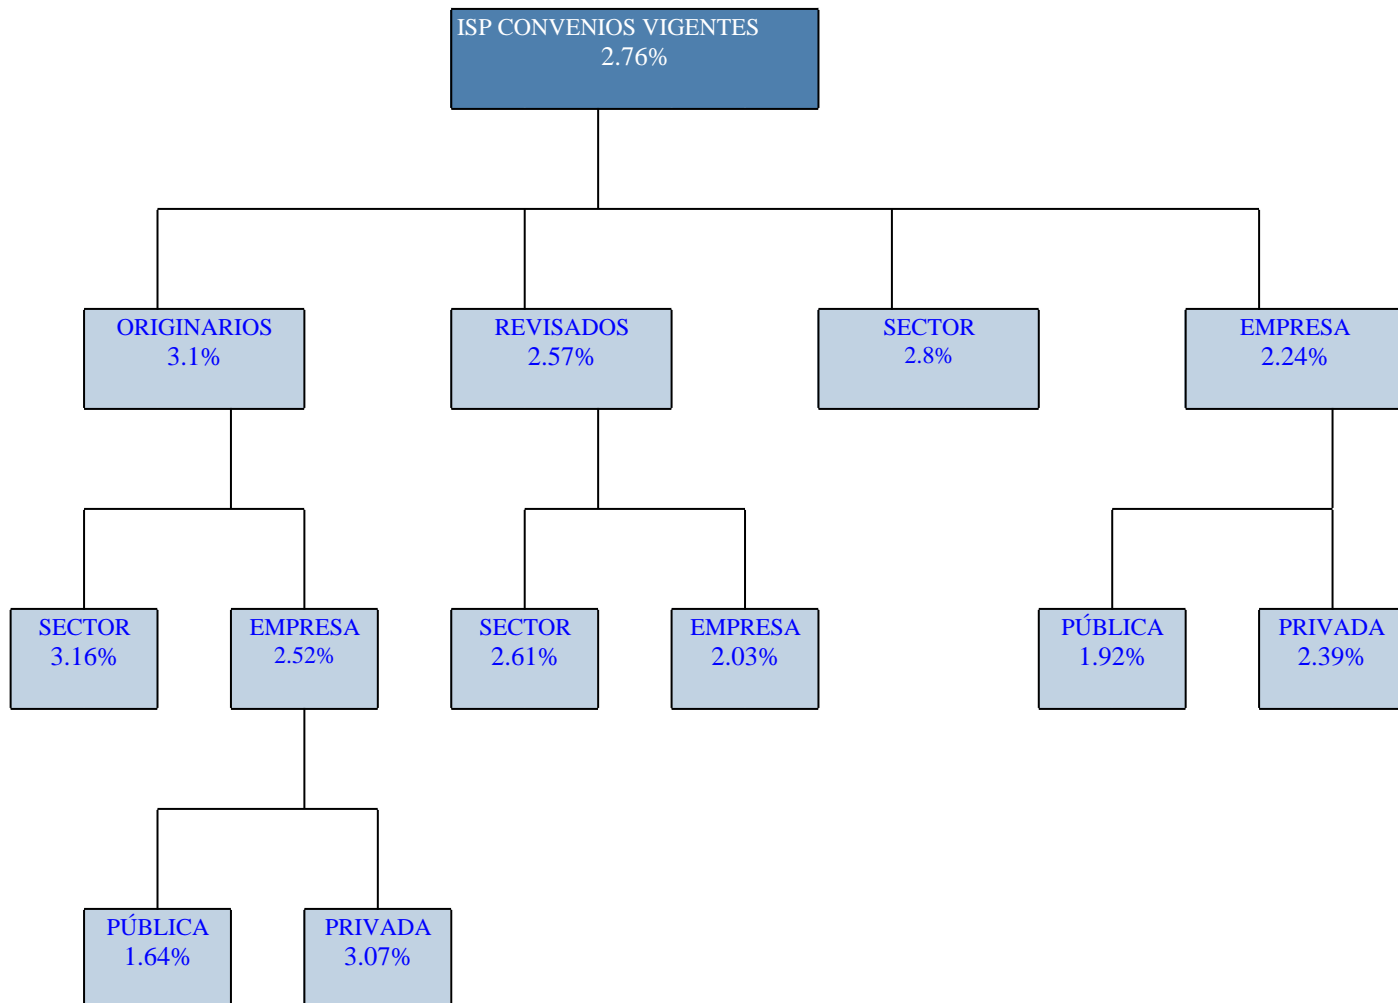 ISP CONVENIOS VIGENTES
2.76%
ORIGINARIOS
3.1%
REVISADOS
2.57%
SECTOR
2.8%
EMPRESA
2.24%
SECTOR
3.16%
EMPRESA
2.52%
SECTOR
2.61%
EMPRESA
2.03%
PÚBLICA
1.92%
PRIVADA
2.39%
PÚBLICA
1.64%
PRIVADA
3.07%